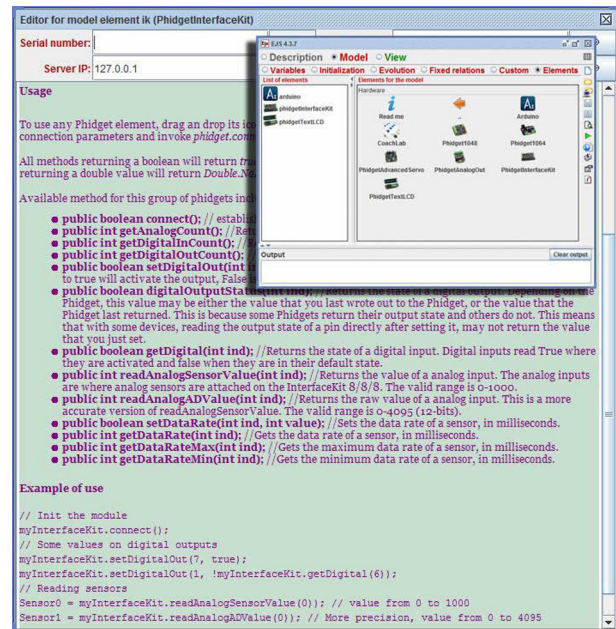 Editor for model element ik (PhidgetInterfaceKit)
Serial number:
Server IP: 127.0.0.1
Usage
To use any Phidget element, drag an drop its
connection parameters and invoke phidget.
All methods returning a boolean will return
returning a double value will return
Available method for this group of phidgets
public boolean connect(); //
public int getAnalogCount();
public int getDigitalInCount();
public int getDigitalOutCount();
public boolean setDigitalOut(int
to true will activate the output, False
public boolean digitalOutputStatus(int ind); //Returns the state of a digital output. Depending on the
Phidget, this value may be either the value that you last wrote out to the Phidget, or the value that the
Phidget last returned. This is because some Phidgets return their output state and others do not. This means
that with some devices, reading the output state of a pin directly after setting it, may not return the value
that you just set.
public boolean getDigital(int ind); //Returns the state of a digital input. Digital inputs read True where
they are activated and false when they are in their default state.
public int readAnalogSensorValue(int ind); //Returns the value of a analog input. The analog inputs
are where analog sensors are attached on the InterfaceKit 8/8/8. The valid range is 0-1000.
public int readAnalogADValue(int ind); //Returns the raw value of a analog input. This is a more
accurate version of readAnalogSensorValue. The valid range is 0-4095 (12-bits).
public boolean setDataRate(int ind, int value); //Sets the data rate of a sensor, in milliseconds.
public int getDataRate(int ind); //Gets the data rate of a sensor, in milliseconds.
public int getDataRateMax(int ind); //Gets the maximum data rate of a sensor, in milliseconds.
public int getDataRateMin(int ind); //Gets the minimum data rate of a sensor, in milliseconds.
Example of use
// Init the module
myInterfaceKit.connect();
// Some values on digital outputs
myInterfaceKit.setDigitalOut(7, true);
myInterfaceKit.setDigitalOut(1, !myInterfaceKit.getDigital(6));
// Reading sensors
Sensor0 = myInterfaceKit.readAnalogSensorValue(0)); // value from 0 to 1000
Sensor1 = myInterfaceKit.readAnalogADValue(0)); // More precision, value from 0 to 4095
EJS 4.3.7
Description Model View
Variables Initialization Evolution Fixed relations Custom Elements
List of elements Elements for the model
arduino
phidgetInterfaceKit
phidgetTextLCD
Hardware
Read me .. Arduino
CoachLab Phidget1048 Phidget1064
PhidgetAdvancedServo PhidgetAnalogOut PhidgetInterfaceKit
PhidgetTextLCD
Output Clear output